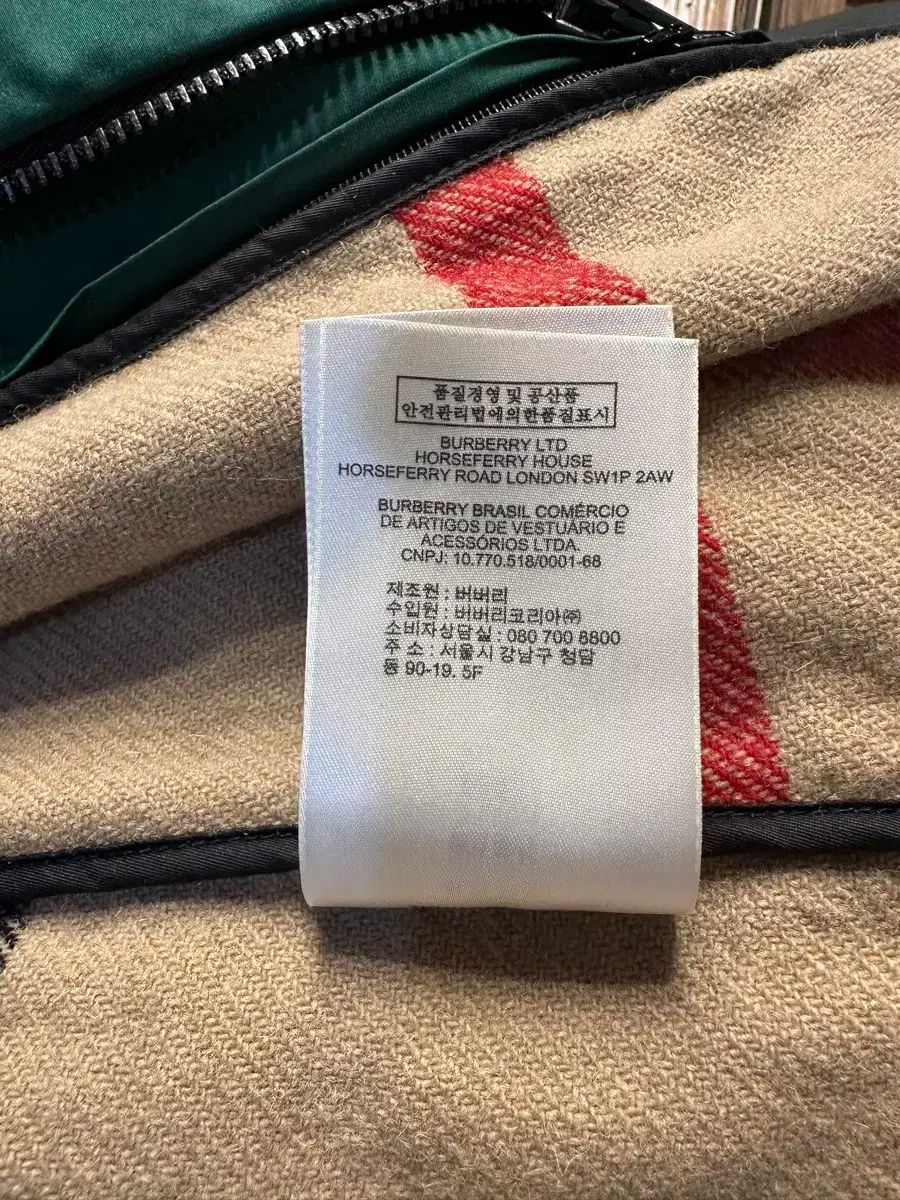 품질경영 및 공산품
안전관리법에의한품질표시
BURBERRY LTD
HORSEFERRY HOUSE
HORSEFERRY ROAD LONDON SW1P 2AW
BURBERRY BRASIL COMÉRCIO
DE ARTIGOS DE VESTUÁRIO E
ACESSÓRIOS LTDA.
CNPJ: 10.770.518/0001-68
제조원 : 버버리
수입원 : 버버리코리아㈜
소비자상담실 : 080 700 8800
주 소 : 서울시 강남구 청담
동 90-19. 5F